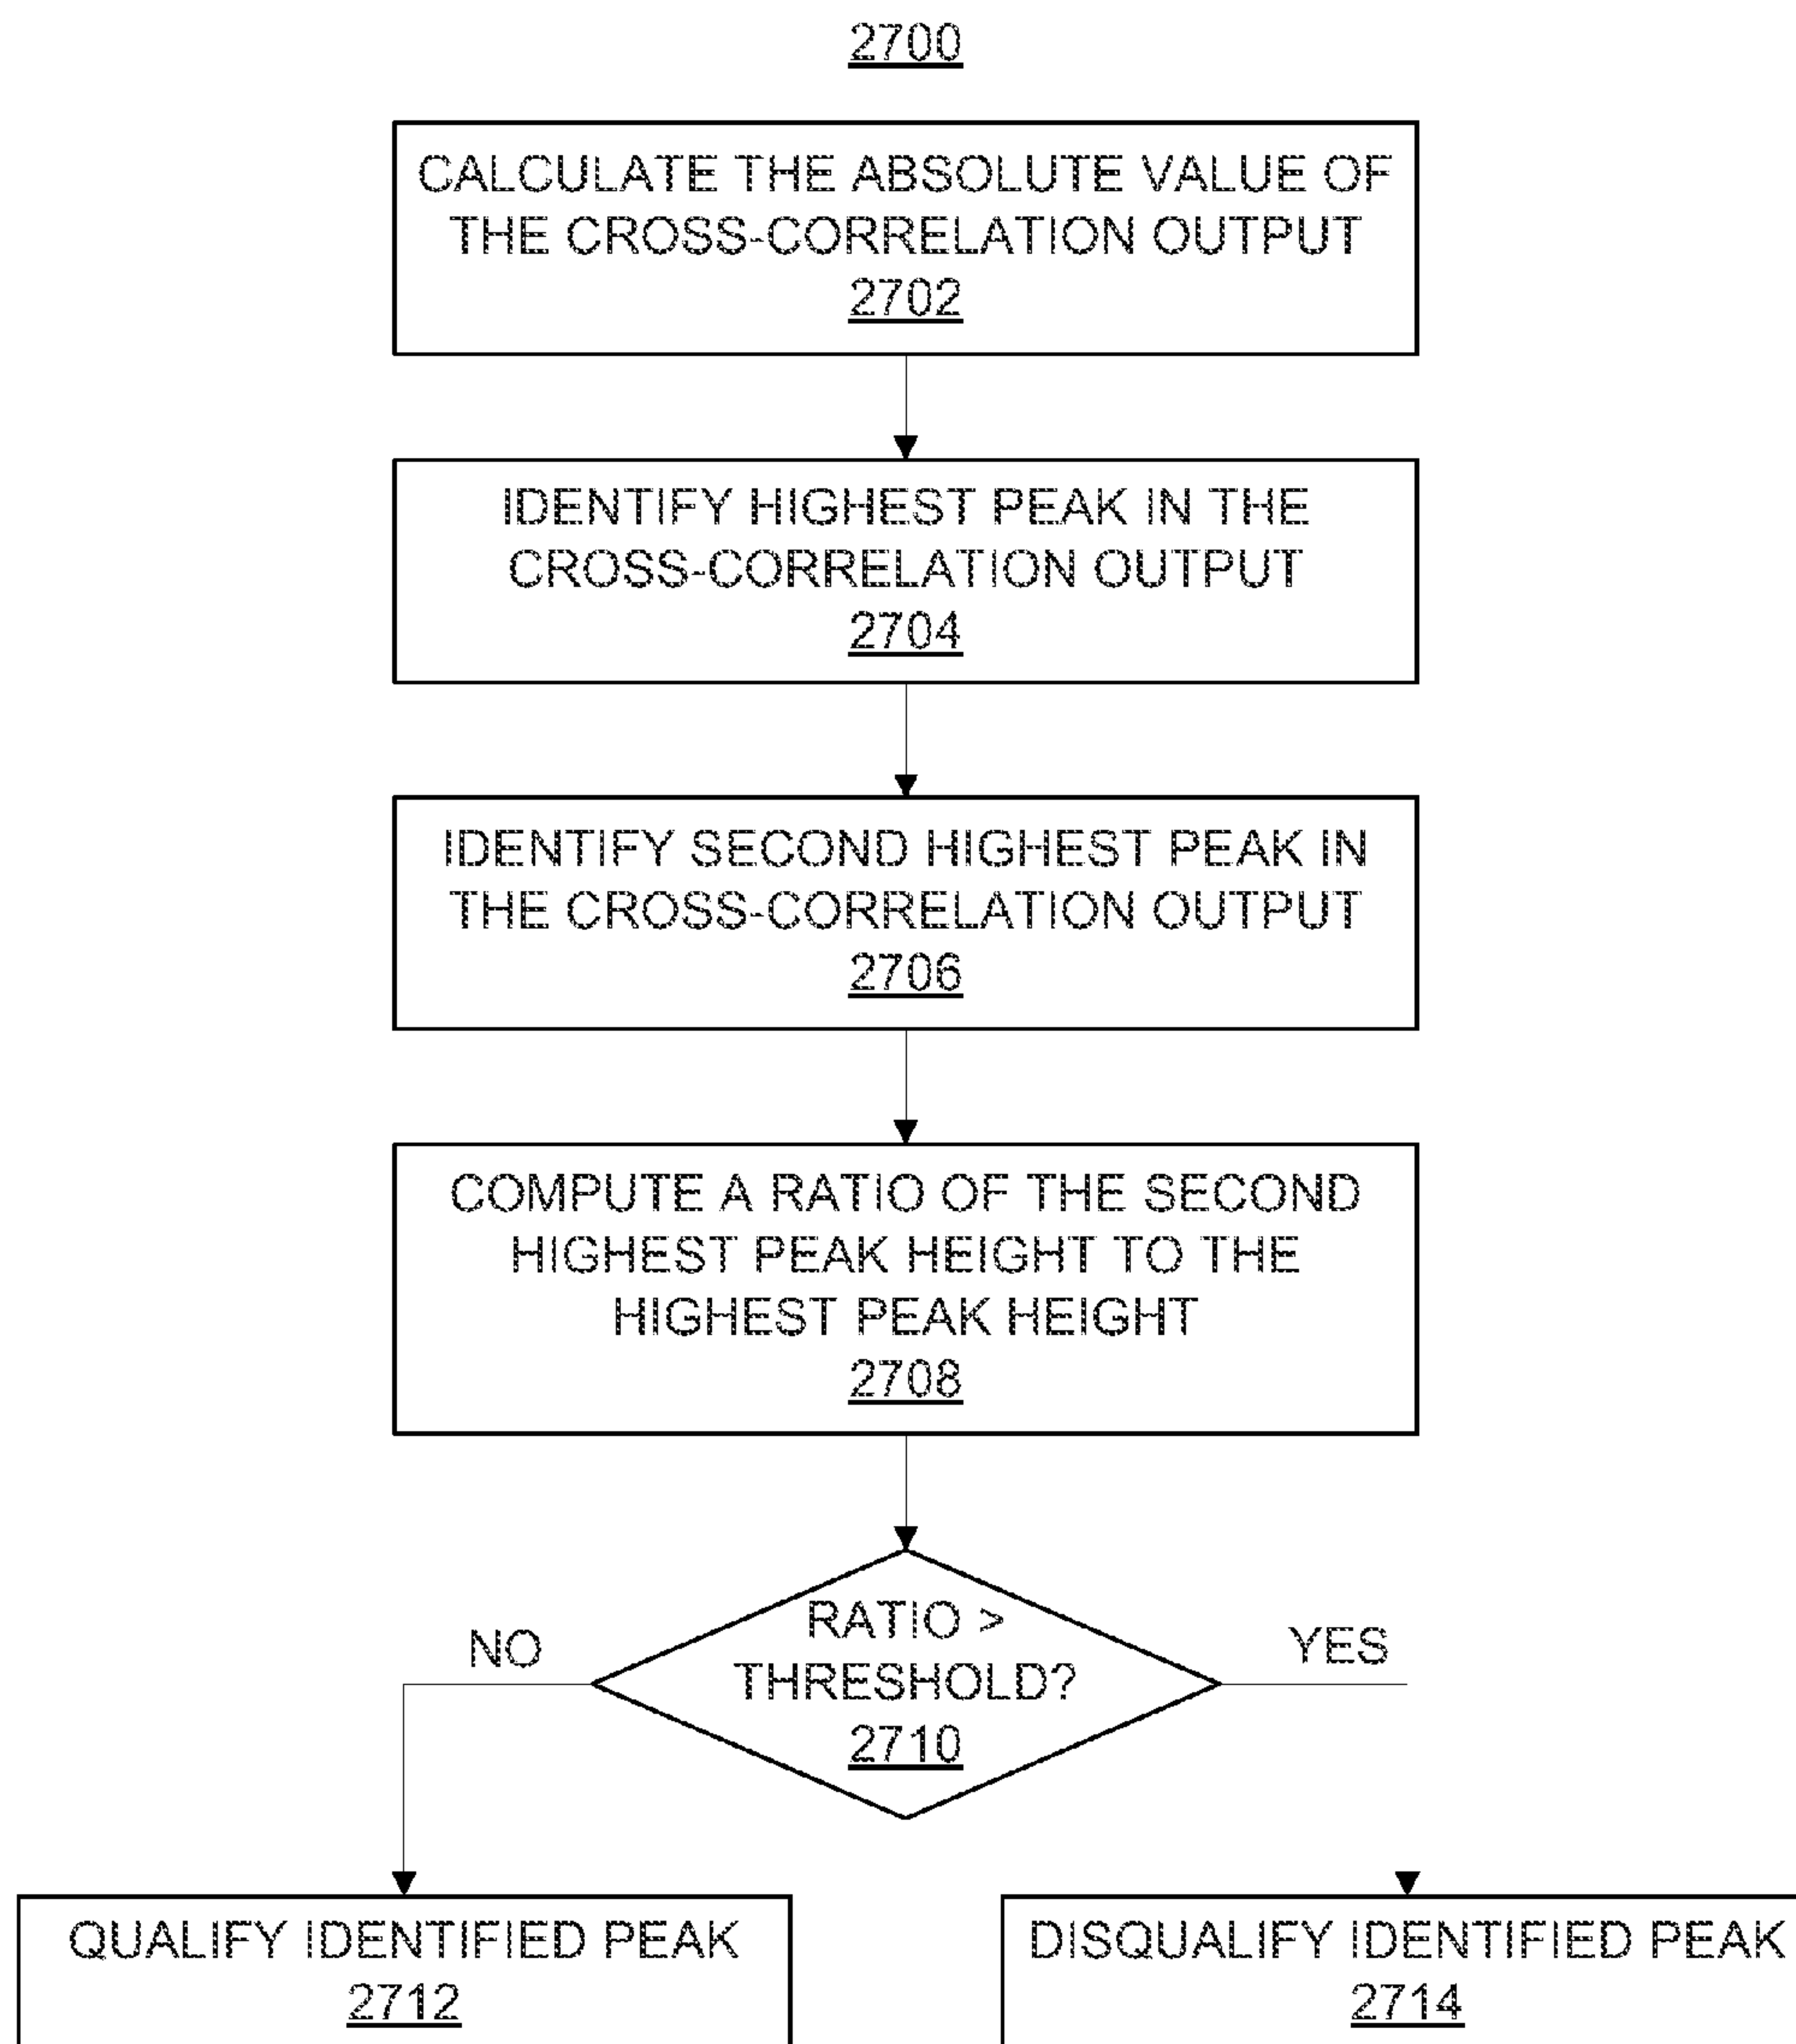 2700
CALCULATE THE ABSOLUTE VALUE OF
THE CROSS-CORRELATION OUTPUT
2702
IDENTIFY HIGHEST PEAK IN THE
CROSS-CORRELATION OUTPUT
2704
IDENTIFY SECOND HIGHEST PEAK IN
THE CROSS-CORRELATION OUTPUT
2706
COMPUTE A RATIO OF THE SECOND
HIGHEST PEAK HEIGHT TO THE
HIGHEST PEAK HEIGHT
2708
RATIO >
THRESHOLD?
2710
NO
YES
QUALIFY IDENTIFIED PEAK
2712
DISQUALIFY IDENTIFIED PEAK
2714